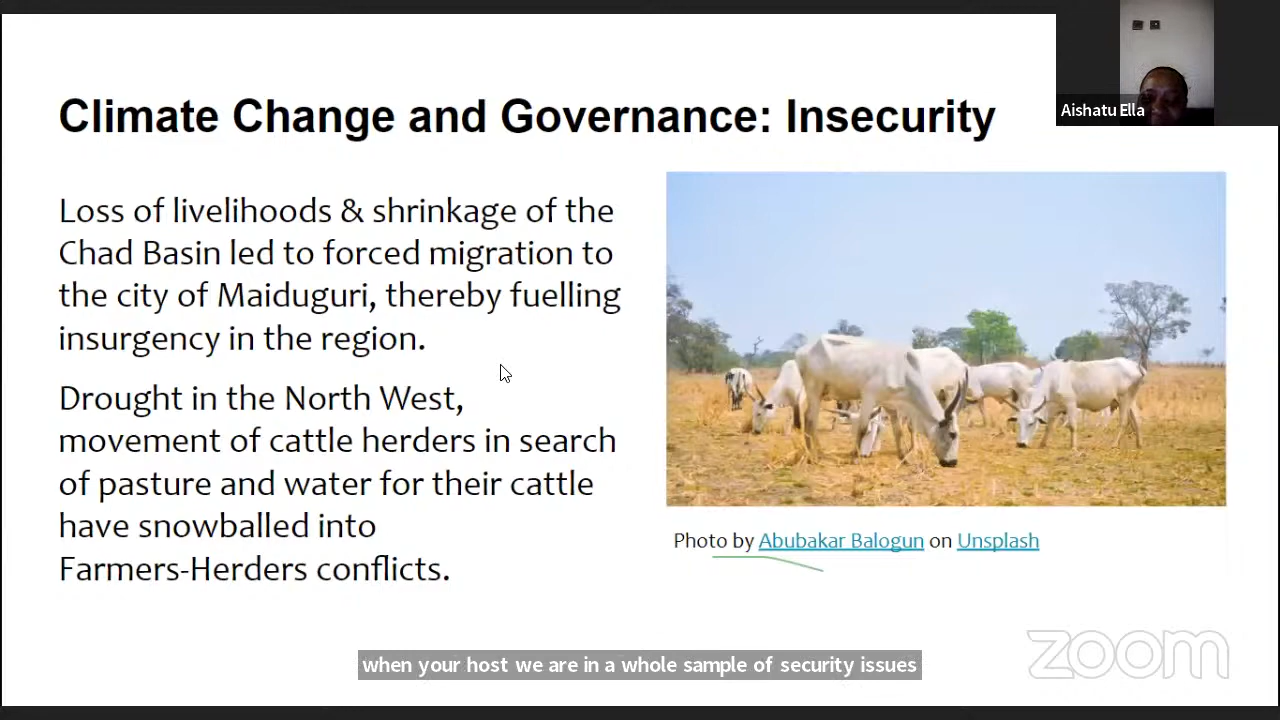 Aishatu Ella
Climate Change and Governance: Insecurity
Loss of livelihoods & shrinkage of the
Chad Basin led to forced migration to
the city of Maiduguri, thereby fuelling
insurgency in the region.
Drought in the North West,
movement of cattle herders in search
of pasture and water for their cattle
have snowballed into
Farmers-Herders conflicts.
Photo by Abubakar Balogun on Unsplash
when your host we are in a whole sample of security issues
zoom